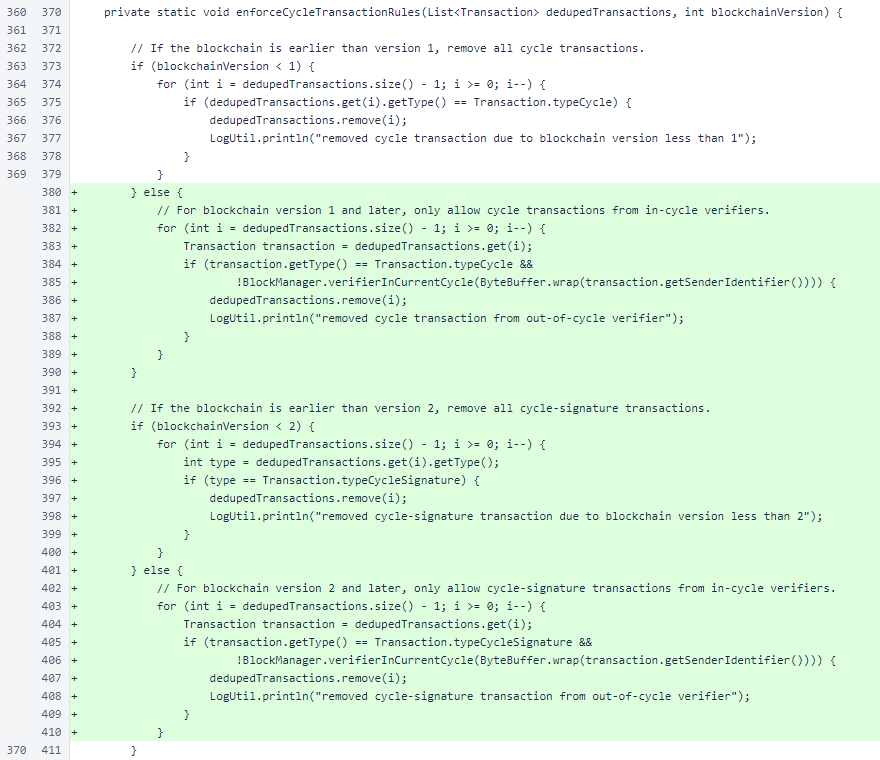 360 370     private static void enforceCycleTransactionRules(List<Transaction> dedupedTransactions, int blockchainVersion) {
361 371
362 372         // If the blockchain is earlier than version 1, remove all cycle transactions.
363 373         if (blockchainVersion < 1) {
364 374             for (int i = dedupedTransactions.size() - 1; i >= 0; i--) {
365 375                 if (dedupedTransactions.get(i).getType() == Transaction.typeCycle) {
366 376                     dedupedTransactions.remove(i);
367 377                     LogUtil.println("removed cycle transaction due to blockchain version less than 1");
368 378                 }
369 379             }
380 +         } else {
381 +             // For blockchain version 1 and later, only allow cycle transactions from in-cycle verifiers.
382 +             for (int i = dedupedTransactions.size() - 1; i >= 0; i--) {
383 +                 Transaction transaction = dedupedTransactions.get(i);
384 +                 if (transaction.getType() == Transaction.typeCycle &&
385 +                         !BlockManager.verifierInCurrentCycle(ByteBuffer.wrap(transaction.getSenderIdentifier()))) {
386 +                     dedupedTransactions.remove(i);
387 +                     LogUtil.println("removed cycle transaction from out-of-cycle verifier");
388 +                 }
389 +             }
390 +         }
391 +
392 +         // If the blockchain is earlier than version 2, remove all cycle-signature transactions.
393 +         if (blockchainVersion < 2) {
394 +             for (int i = dedupedTransactions.size() - 1; i >= 0; i--) {
395 +                 int type = dedupedTransactions.get(i).getType();
396 +                 if (type == Transaction.typeCycleSignature) {
397 +                     dedupedTransactions.remove(i);
398 +                     LogUtil.println("removed cycle-signature transaction due to blockchain version less than 2");
399 +                 }
400 +             }
401 +         } else {
402 +             // For blockchain version 2 and later, only allow cycle-signature transactions from in-cycle verifiers.
403 +             for (int i = dedupedTransactions.size() - 1; i >= 0; i--) {
404 +                 Transaction transaction = dedupedTransactions.get(i);
405 +                 if (transaction.getType() == Transaction.typeCycleSignature &&
406 +                         !BlockManager.verifierInCurrentCycle(ByteBuffer.wrap(transaction.getSenderIdentifier()))) {
407 +                     dedupedTransactions.remove(i);
408 +                     LogUtil.println("removed cycle-signature transaction from out-of-cycle verifier");
409 +                 }
410 +             }
370 411         }